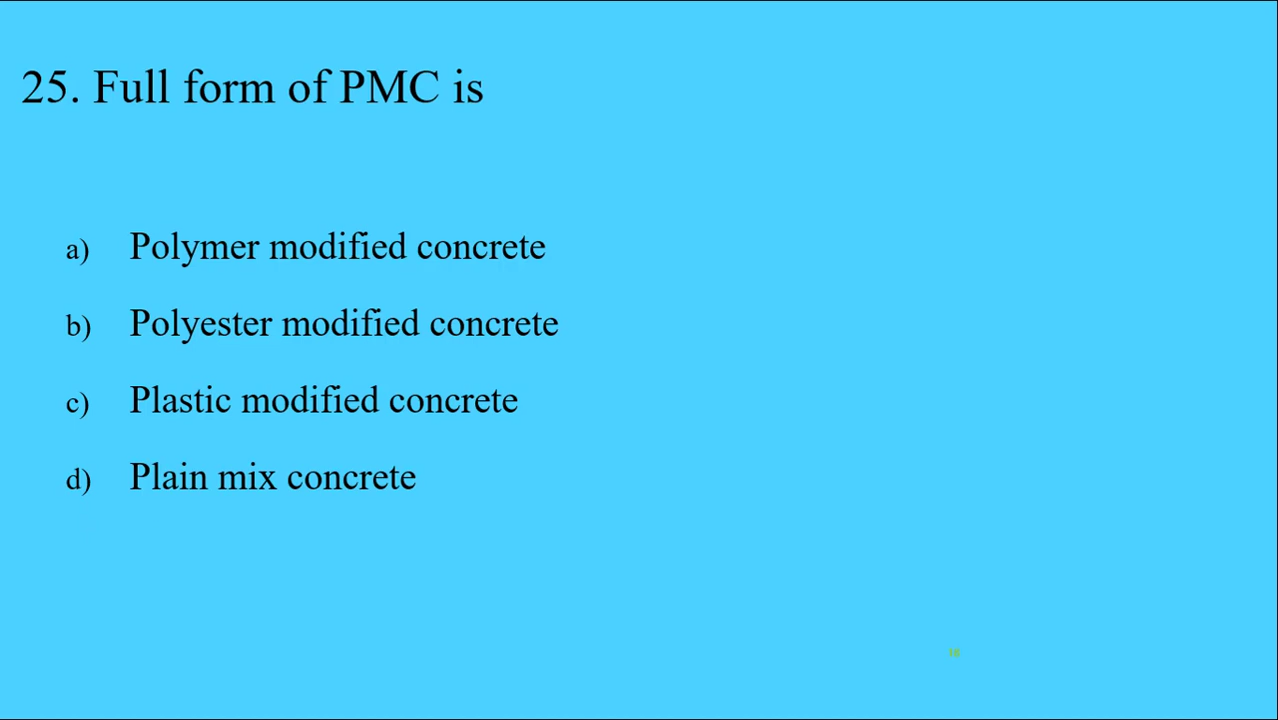 25. Full form of PMC is
a) Polymer modified concrete
b) Polyester modified concrete
c) Plastic modified concrete
d) Plain mix concrete